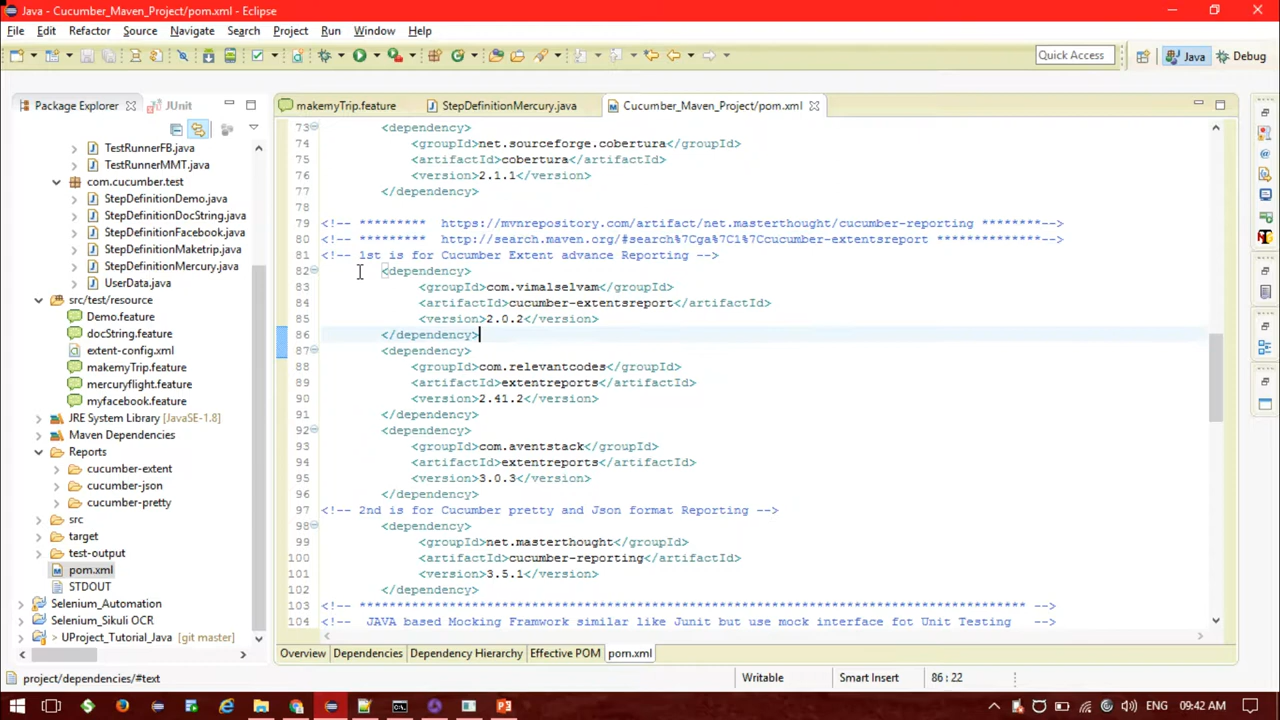 Java - Cucumber_Maven_Project/pom.xml - Eclipse
File Edit Refactor Source Navigate Search Project Run Window Help
Quick Access Java Debug
Package Explorer JUnit
makemyTrip.feature StepDefinitionMercury.java Cucumber_Maven_Project/pom.xml
TestRunnerFB.java
TestRunnerMMT.java
com.cucumber.test
StepDefinitionDemo.java
StepDefinitionDocString.java
StepDefinitionFacebook.java
StepDefinitionMaketrip.java
StepDefinitionMercury.java
UserData.java
src/test/resource
Demo.feature
docString.feature
extent-config.xml
makemyTrip.feature
mercuryflight.feature
myfacebook.feature
JRE System Library [JavaSE-1.8]
Maven Dependencies
Reports
cucumber-extent
cucumber-json
cucumber-pretty
src
target
test-output
pom.xml
STDOUT
Selenium_Automation
Selenium_Sikuli OCR
> UProject_Tutorial_Java [git master]
73 <dependency>
74 <groupId>net.sourceforge.cobertura</groupId>
75 <artifactId>cobertura</artifactId>
76 <version>2.1.1</version>
77 </dependency>
78
79 <!-- ********* https://mvnrepository.com/artifact/net.masterthought/cucumber-reporting ********-->
80 <!-- ********* http://search.maven.org/#search%7Cga%7C1%7Ccucumber-extentsreport **************-->
81 <!-- 1st is for Cucumber Extent advance Reporting -->
82 <dependency>
83 <groupId>com.vimalselvam</groupId>
84 <artifactId>cucumber-extentsreport</artifactId>
85 <version>2.0.2</version>
86 </dependency>
87 <dependency>
88 <groupId>com.relevantcodes</groupId>
89 <artifactId>extentreports</artifactId>
90 <version>2.41.2</version>
91 </dependency>
92 <dependency>
93 <groupId>com.aventstack</groupId>
94 <artifactId>extentreports</artifactId>
95 <version>3.0.3</version>
96 </dependency>
97 <!-- 2nd is for Cucumber pretty and Json format Reporting -->
98 <dependency>
99 <groupId>net.masterthought</groupId>
100 <artifactId>cucumber-reporting</artifactId>
101 <version>3.5.1</version>
102 </dependency>
103 <!-- ***************************************************************************************** -->
104 <!-- JAVA based Mocking Framwork similar like Junit but use mock interface fot Unit Testing -->
Overview Dependencies Dependency Hierarchy Effective POM pom.xml
project/dependencies/#text Writable Smart Insert 86 : 22
09:42 AM